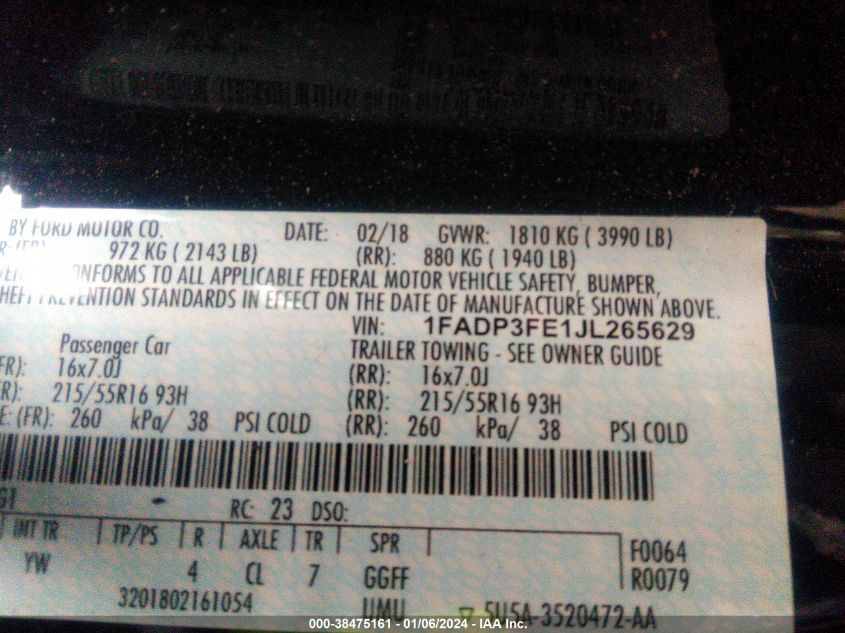 BY FORD MOTOR CO. DATE: 02/18 GVWR: 1810 KG ( 3990 LB)
972 KG ( 2143 LB) (RR): 880 KG ( 1940 LB)
CONFORMS TO ALL APPLICABLE FEDERAL MOTOR VEHICLE SAFETY, BUMPER,
PREVENTION STANDARDS IN EFFECT ON THE DATE OF MANUFACTURE SHOWN ABOVE.
VIN: 1FADP3FE1JL265629
Passenger Car TRAILER TOWING - SEE OWNER GUIDE
FR): 16x7.0J (RR): 16x7.0J
R): 215/55R16 93H (RR): 215/55R16 93H
E: (FR): 260 kPa/ 38 PSI COLD (RR): 260 kPa/ 38 PSI COLD
G1 RC: 23 DSO:
INT TR TP/PS R AXLE TR SPR F0064
YW 4 CL 7 GGFF R0079
3201802161054 UMU 5U5A-3520472-AA
000-38475161 - 01/06/2024 - IAA Inc.